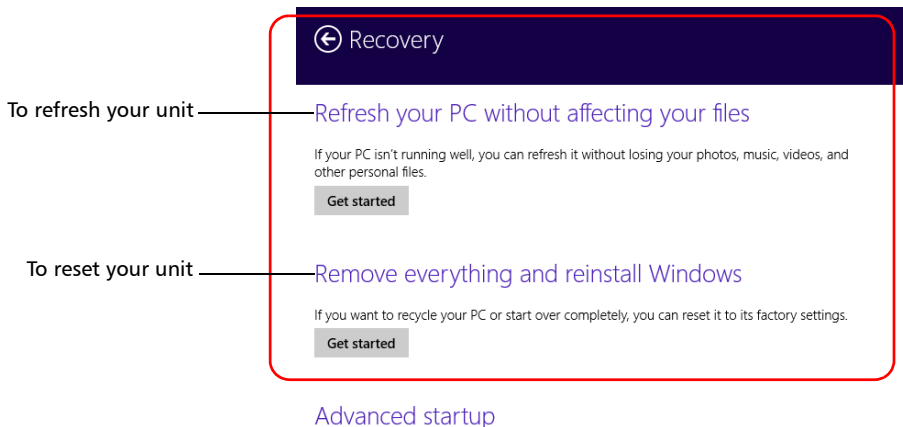 Recovery
To refresh your unit
Refresh your PC without affecting your files
If your PC isn't running well, you can refresh it without losing your photos, music, videos, and
other personal files.
Get started
To reset your unit
Remove everything and reinstall Windows
If you want to recycle your PC or start over completely, you can reset it to its factory settings.
Get started
Advanced startup